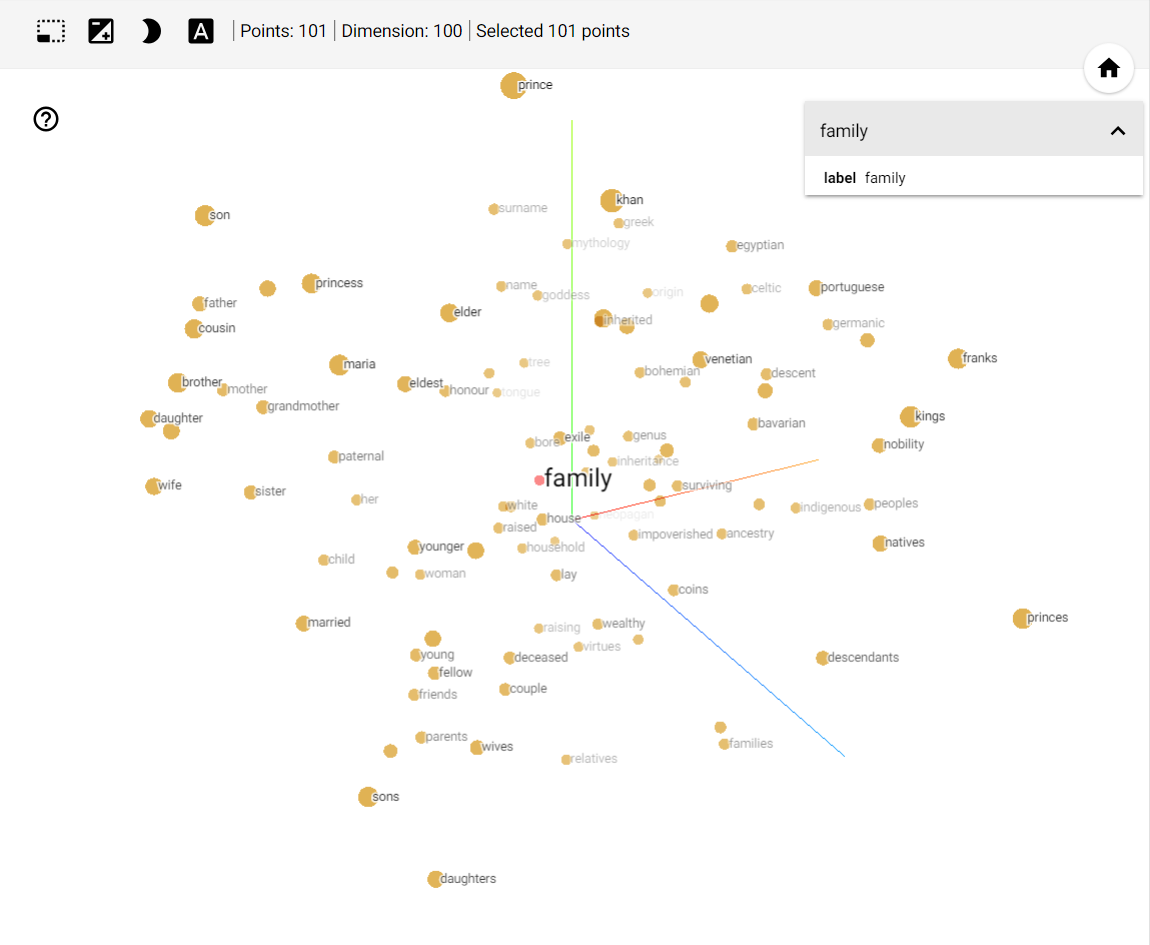 A
Points: 101 | Dimension: 100 | Selected 101 points
prince
family
label family
son
surname
khan
greek
mythology
egyptian
princess
name
goddess
origin
celtic
portuguese
father
elder
inherited
germanic
cousin
maria
tree
venetian
franks
bohemian
descent
brother
mother
eldest
honour
tongue
grandmother
daughter
kings
bavarian
exile
genus
born
nobility
paternal
inheritance
family
wife
sister
surviving
her
white
house
indigenous
peoples
raised
impoverished
ancestry
younger
household
natives
child
woman
lay
coins
married
raising
wealthy
princes
virtues
young
deceased
descendants
fellow
friends
couple
parents
wives
families
relatives
sons
daughters